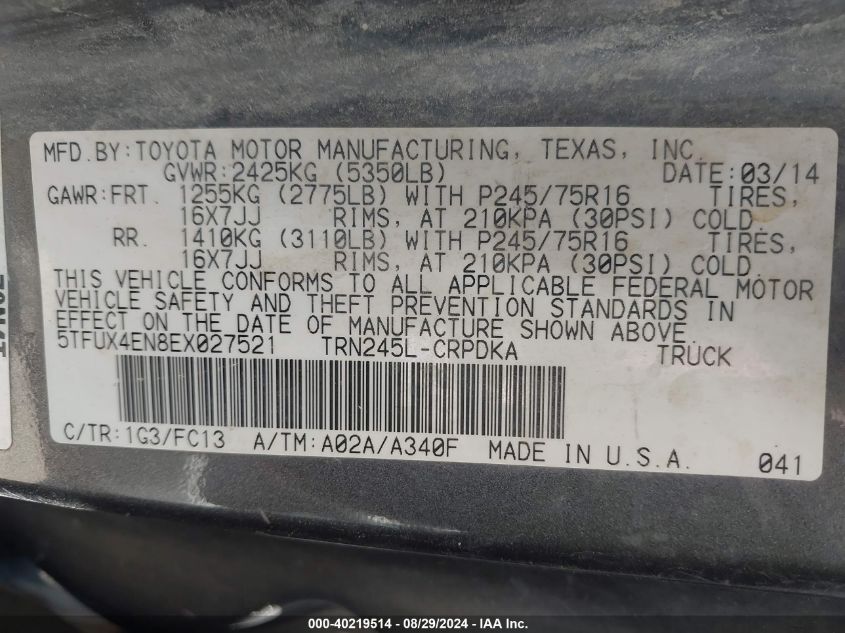 MFD.BY:TOYOTA MOTOR MANUFACTURING, TEXAS, INC.
GVWR:2425KG (5350LB) DATE:03/14
GAWR:FRT. 1255KG (2775LB) WITH P245/75R16 TIRES,
16X7JJ RIMS, AT 210KPA (30PSI) COLD.
RR. 1410KG (3110LB) WITH P245/75R16 TIRES,
16X7JJ RIMS, AT 210KPA (30PSI) COLD.
THIS VEHICLE CONFORMS TO ALL APPLICABLE FEDERAL MOTOR
VEHICLE SAFETY AND THEFT PREVENTION STANDARDS IN
EFFECT ON THE DATE OF MANUFACTURE SHOWN ABOVE.
5TFUX4EN8EX027521 TRN245L-CRPDKA TRUCK
C/TR:1G3/FC13 A/TM:A02A/A340F MADE IN U.S.A. 041
000-40219514 - 08/29/2024 - IAA Inc.